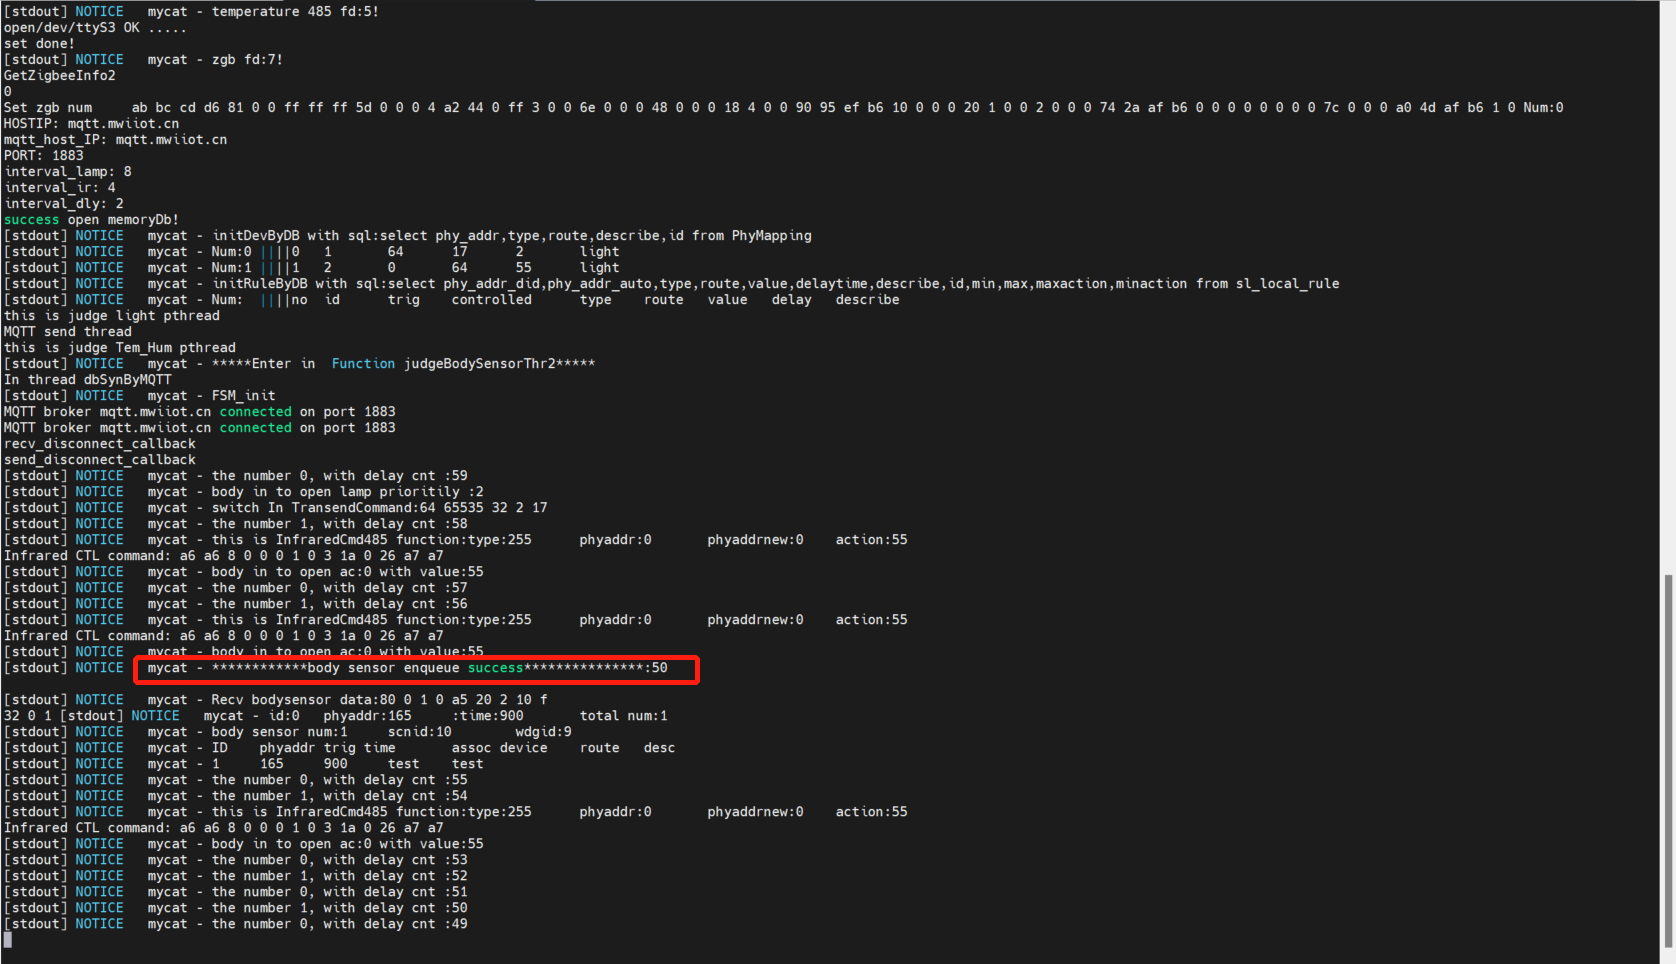 [stdout] NOTICE   mycat - temperature 485 fd:5!
open/dev/ttyS3 OK .....
set done!
[stdout] NOTICE   mycat - zgb fd:7!
GetZigbeeInfo2
0
Set zgb num     ab bc cd d6 81 0 0 ff ff ff 5d 0 0 0 4 a2 44 0 ff 3 0 0 6e 0 0 0 48 0 0 0 18 4 0 0 90 95 ef b6 10 0 0 0 20 1 0 0 2 0 0 0 74 2a af b6 0 0 0 0 0 0 0 0 7c 0 0 0 a0 4d af b6 1 0 Num:0
HOSTIP: mqtt.mwiiot.cn
mqtt_host_IP: mqtt.mwiiot.cn
PORT: 1883
interval_lamp: 8
interval_ir: 4
interval_dly: 2
success open memoryDb!
[stdout] NOTICE   mycat - initDevByDB with sql:select phy_addr,type,route,describe,id from PhyMapping
[stdout] NOTICE   mycat - Num:0 ||||0   1       64      17      2       light
[stdout] NOTICE   mycat - Num:1 ||||1   2       0       64      55      light
[stdout] NOTICE   mycat - initRuleByDB with sql:select phy_addr_did,phy_addr_auto,type,route,value,delaytime,describe,id,min,max,maxaction,minaction from sl_local_rule
[stdout] NOTICE   mycat - Num:  ||||no  id      trig    controlled      type    route   value   delay   describe
this is judge light pthread
MQTT send thread
this is judge Tem_Hum pthread
[stdout] NOTICE   mycat - *****Enter in  Function judgeBodySensorThr2*****
In thread dbSynByMQTT
[stdout] NOTICE   mycat - FSM_init
MQTT broker mqtt.mwiiot.cn connected on port 1883
MQTT broker mqtt.mwiiot.cn connected on port 1883
recv_disconnect_callback
send_disconnect_callback
[stdout] NOTICE   mycat - the number 0, with delay cnt :59
[stdout] NOTICE   mycat - body in to open lamp prioritily :2
[stdout] NOTICE   mycat - switch In TransendCommand:64 65535 32 2 17
[stdout] NOTICE   mycat - the number 1, with delay cnt :58
[stdout] NOTICE   mycat - this is InfraredCmd485 function:type:255      phyaddr:0       phyaddrnew:0    action:55
Infrared CTL command: a6 a6 8 0 0 0 1 0 3 1a 0 26 a7 a7
[stdout] NOTICE   mycat - body in to open ac:0 with value:55
[stdout] NOTICE   mycat - the number 0, with delay cnt :57
[stdout] NOTICE   mycat - the number 1, with delay cnt :56
[stdout] NOTICE   mycat - this is InfraredCmd485 function:type:255      phyaddr:0       phyaddrnew:0    action:55
Infrared CTL command: a6 a6 8 0 0 0 1 0 3 1a 0 26 a7 a7
[stdout] NOTICE   mycat - body in to open ac:0 with value:55
[stdout] NOTICE   mycat - ************body sensor enqueue success***************:50
[stdout] NOTICE   mycat - Recv bodysensor data:80 0 1 0 a5 20 2 10 f
32 0 1 [stdout] NOTICE   mycat - id:0   phyaddr:165     :time:900       total num:1
[stdout] NOTICE   mycat - body sensor num:1     scnid:10        wdgid:9
[stdout] NOTICE   mycat - ID    phyaddr trig time       assoc device    route   desc
[stdout] NOTICE   mycat - 1     165     900     test    test
[stdout] NOTICE   mycat - the number 0, with delay cnt :55
[stdout] NOTICE   mycat - the number 1, with delay cnt :54
[stdout] NOTICE   mycat - this is InfraredCmd485 function:type:255      phyaddr:0       phyaddrnew:0    action:55
Infrared CTL command: a6 a6 8 0 0 0 1 0 3 1a 0 26 a7 a7
[stdout] NOTICE   mycat - body in to open ac:0 with value:55
[stdout] NOTICE   mycat - the number 0, with delay cnt :53
[stdout] NOTICE   mycat - the number 1, with delay cnt :52
[stdout] NOTICE   mycat - the number 0, with delay cnt :51
[stdout] NOTICE   mycat - the number 1, with delay cnt :50
[stdout] NOTICE   mycat - the number 0, with delay cnt :49